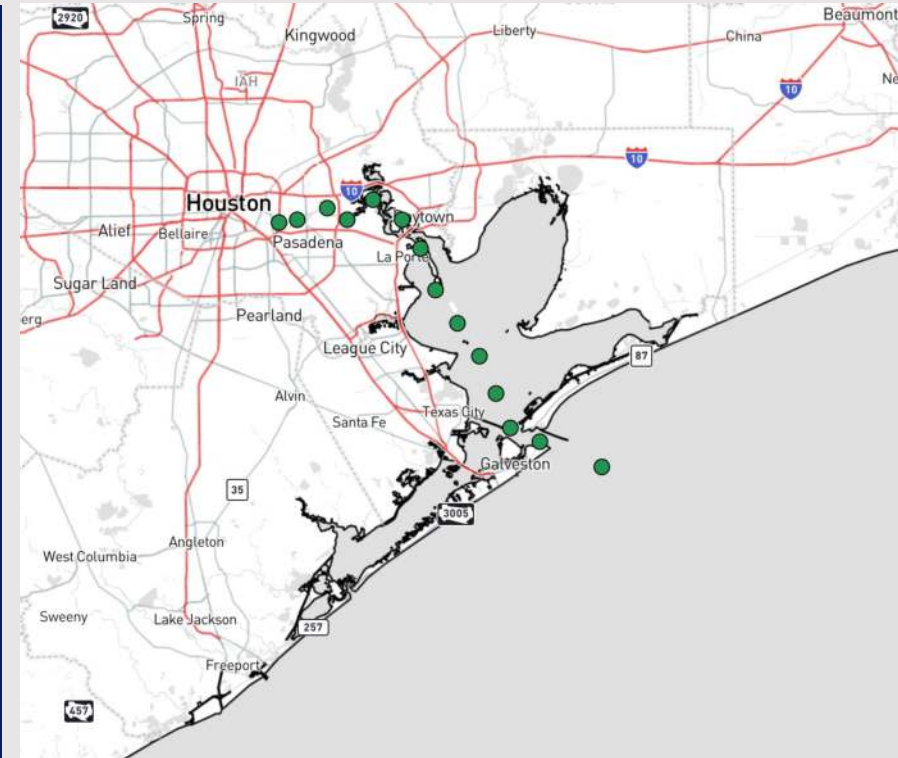 2920
Spring
Kingwood
Liberty
China
Beaumont
Ne
IAH
10
10
10
Houston
ytown
Alief
Bellaire
Pasadena
La Porte
Sugar Land
erg
Pearland
League City
87
Alvin
Texas City
Santa Fe
Galveston
35
3005
Angleton
West Columbia
Sweeny
Lake Jackson
257
Freeport
457